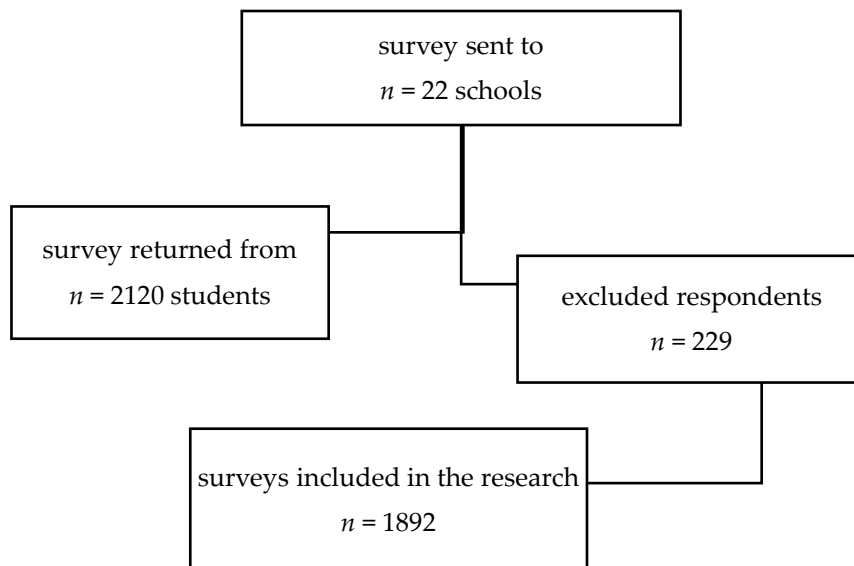 survey sent to
n = 22 schools
survey returned from
n = 2120 students
excluded respondents
n = 229
surveys included in the research
n = 1892